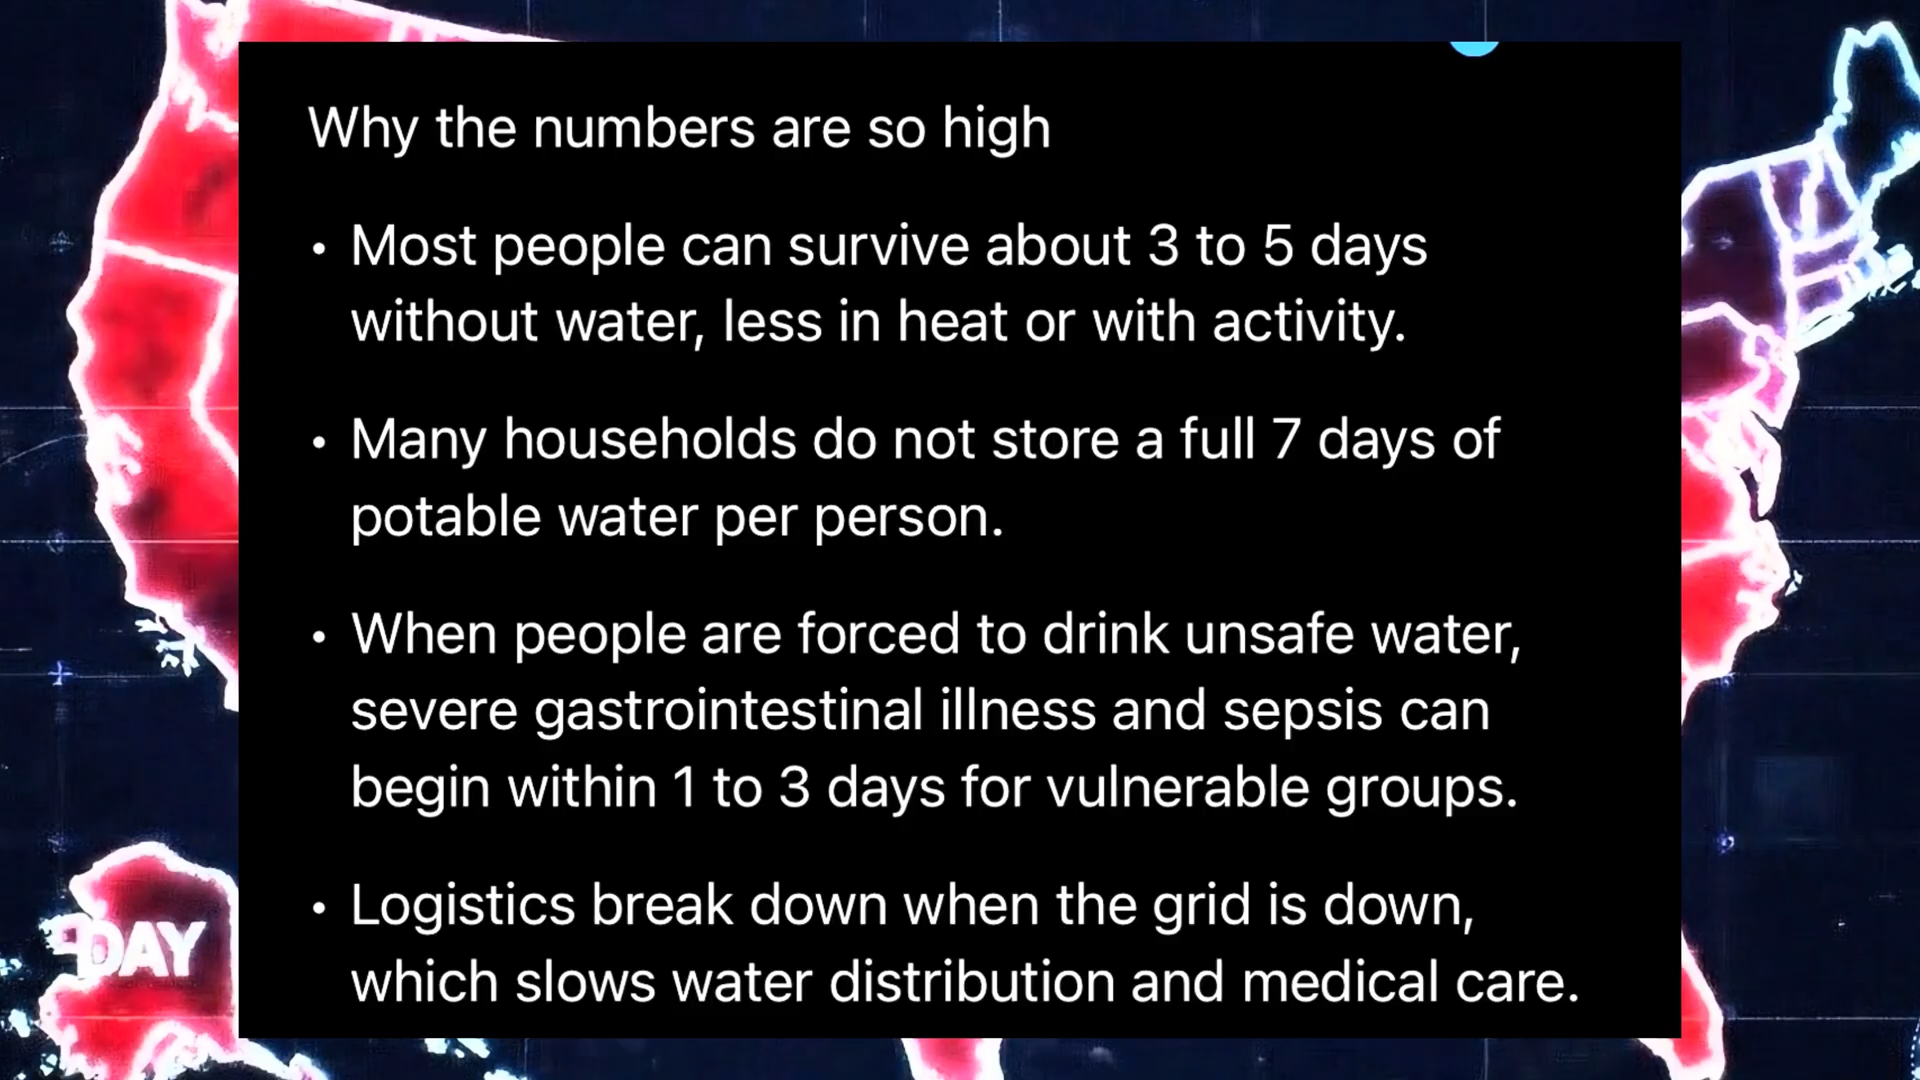 Why the numbers are so high
• Most people can survive about 3 to 5 days
without water, less in heat or with activity.
• Many households do not store a full 7 days of
potable water per person.
• When people are forced to drink unsafe water,
severe gastrointestinal illness and sepsis can
begin within 1 to 3 days for vulnerable groups.
• Logistics break down when the grid is down,
which slows water distribution and medical care.
DAY